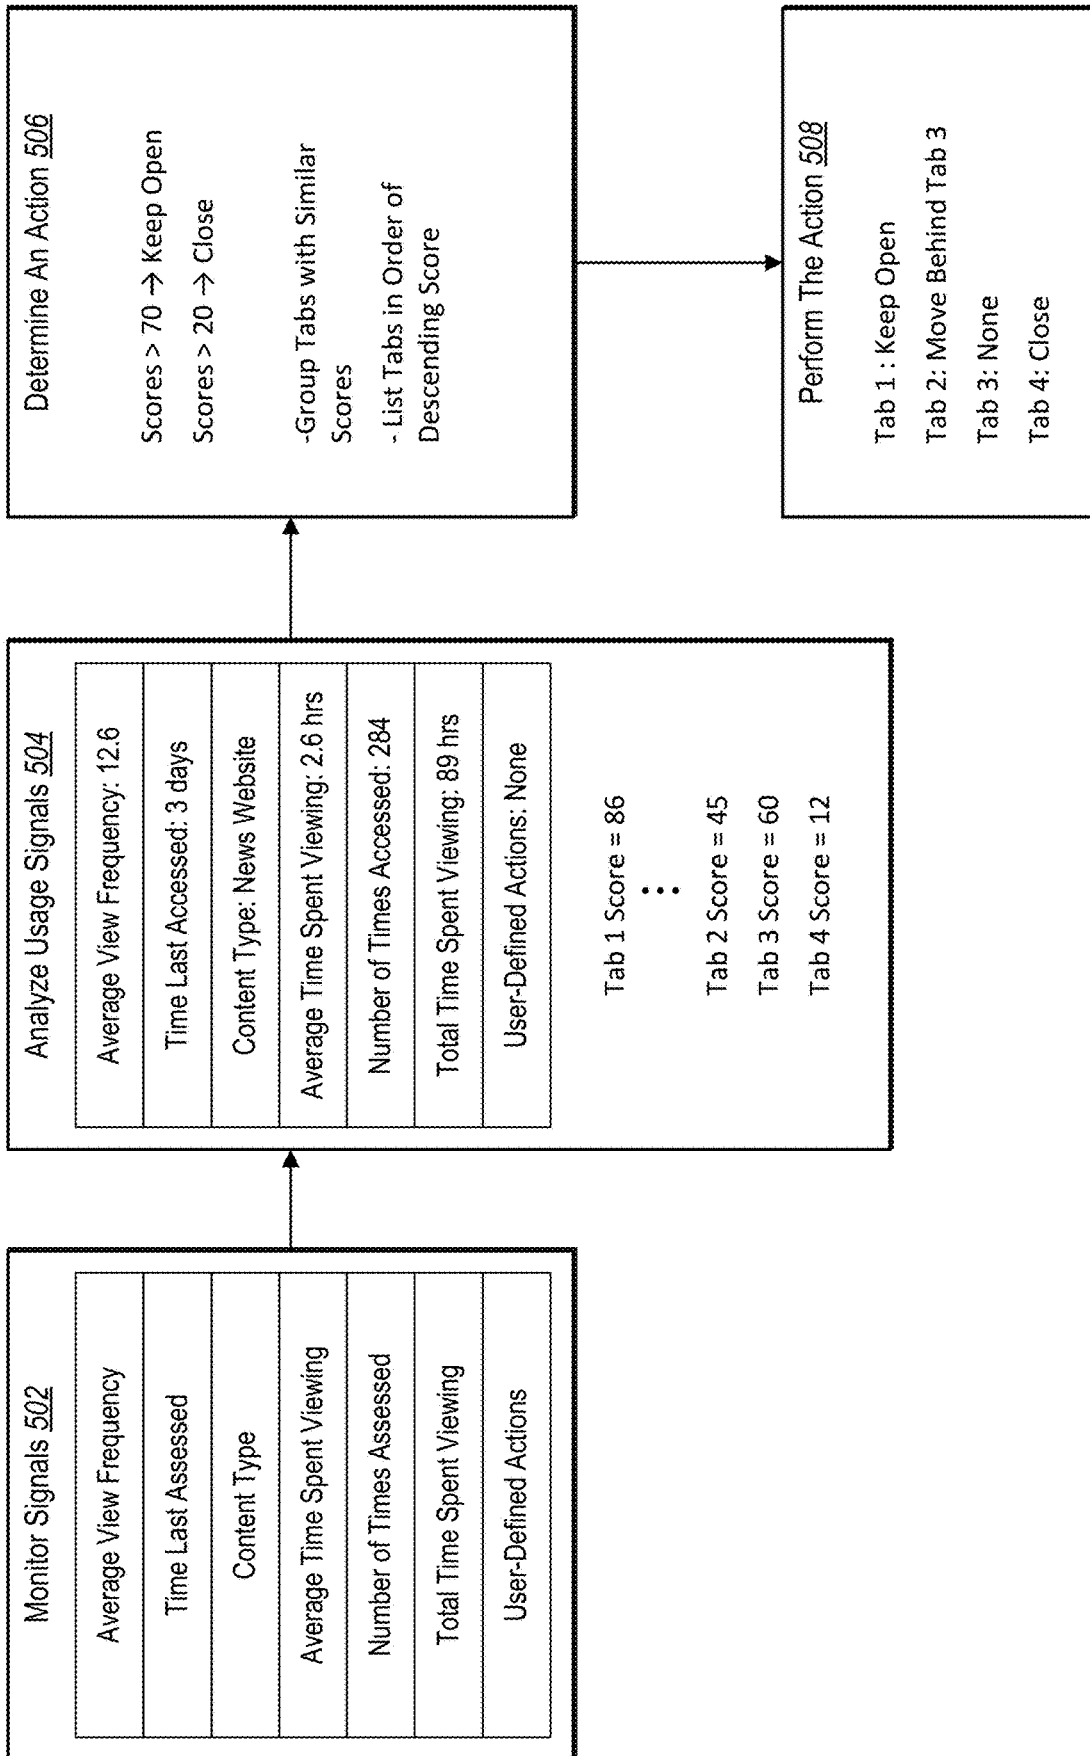 Monitor Signals 502
Average View Frequency
Time Last Assessed
Content Type
Average Time Spent Viewing
Number of Times Assessed
Total Time Spent Viewing
User-Defined Actions
Analyze Usage Signals 504
Average View Frequency: 12.6
Time Last Accessed: 3 days
Content Type: News Website
Average Time Spent Viewing: 2.6 hrs
Number of Times Accessed: 284
Total Time Spent Viewing: 89 hrs
User-Defined Actions: None
Tab 1 Score = 86
•••
Tab 2 Score = 45
Tab 3 Score = 60
Tab 4 Score = 12
Determine An Action 506
Scores > 70 → Keep Open
Scores > 20 → Close
-Group Tabs with Similar
Scores
- List Tabs in Order of
Descending Score
Perform The Action 508
Tab 1 : Keep Open
Tab 2: Move Behind Tab 3
Tab 3: None
Tab 4: Close